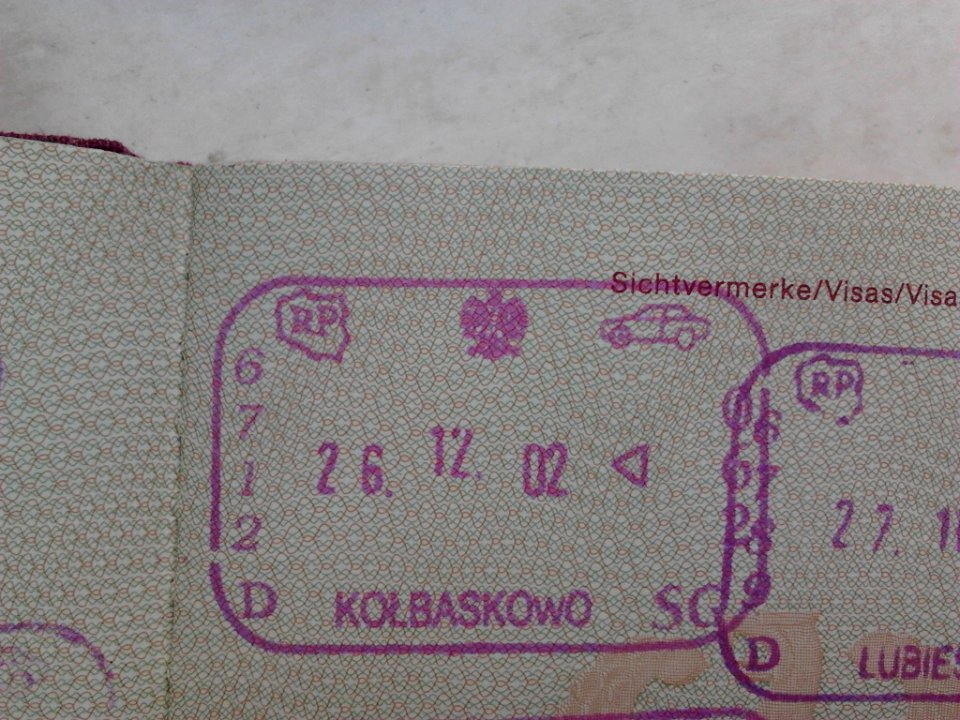 Sichtvermerke/Visas/Visa
RP
6
7
1
2
26. 12. 02
D KOŁBASKOWO SG
RP
27.
D